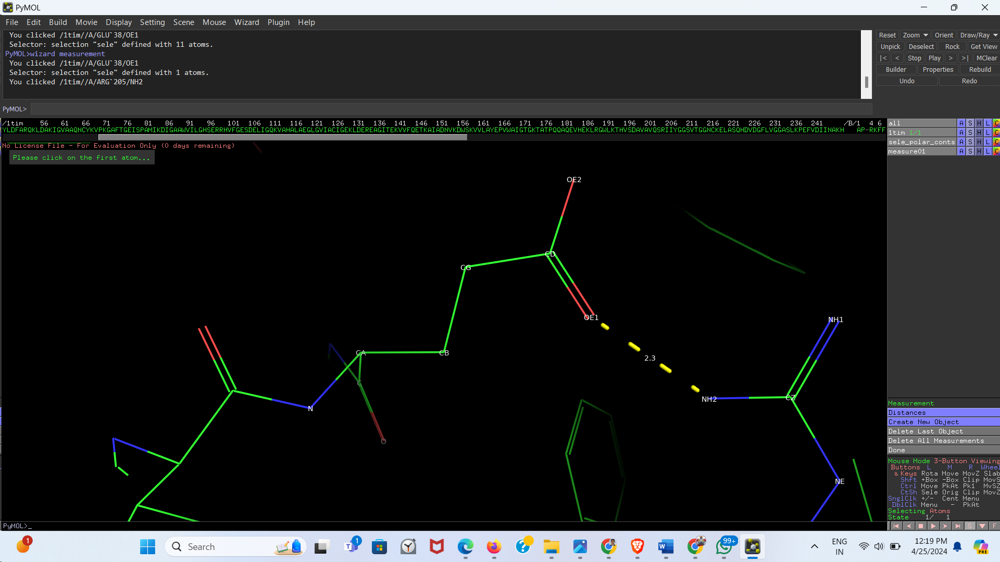 PyMOL
File Edit Build Movie Display Setting Scene Mouse Wizard Plugin Help
You clicked /1tim//A/GLU`38/OE1
Selector: selection "sele" defined with 11 atoms.
PyMOL>wizard measurement
You clicked /1tim//A/GLU`38/OE1
Selector: selection "sele" defined with 1 atoms.
You clicked /1tim//A/ARG`205/NH2
Reset Zoom Orient Draw/Ray
Unpick Deselect Rock Get View
|< < Stop Play > >| MClear
Builder Properties Rebuild
Undo Redo
PyMOL>
/1tim 56 61 66 71 76 81 86 91 96 101 106 111 116 121 126 131 136 141 146 151 156 161 166 171 176 181 186 191 196 201 206 211 216 221 226 231 236 241 /B/1 4 6
YLDFARQKLDAKIGVAAQNCYKVPKGAFTGEISPAMIKDIGAAWVILGHSERRHVFGESDELIGQKVAHALAEGLGVIACIGEKLDEREAGITEKVVFQETKAIADNVKDWSKVVLAYEPVWAIGTGKTATPQQAQEVHEKLRGWLKTHVSDAVAVQSRIIYGGSVTGGNCKELASQHDVDGFLVGGASLKPEFVDIINAKH AP-RKFF
No License File - For Evaluation Only (0 days remaining)
Please click on the first atom...
all A S H L C
1tim 1/1 A S H L C
sele_polar_conts A S H L C
measure01 A S H L C
OE2
CD
CG
OE1
NH1
2.3
CA
CB
C
NH2
CZ
N
O
NE
Measurement
Distances
Create New Object
Delete Last Object
Delete All Measurements
Done
Mouse Mode 3-Button Viewing
Buttons L M R Wheel
& Keys Rota Move MovZ Slab
Shft +Box -Box Clip MovS
Ctrl Move PkAt Pk1 MvSZ
CtSh Sele Orig Clip MovZ
SnglClk +/- Cent Menu
DblClk Menu - PkAt
Selecting Atoms
State 1/ 1
PyMOL>_
S F
1
Search
1
99+
ENG
IN
12:19 PM
4/25/2024
PRE